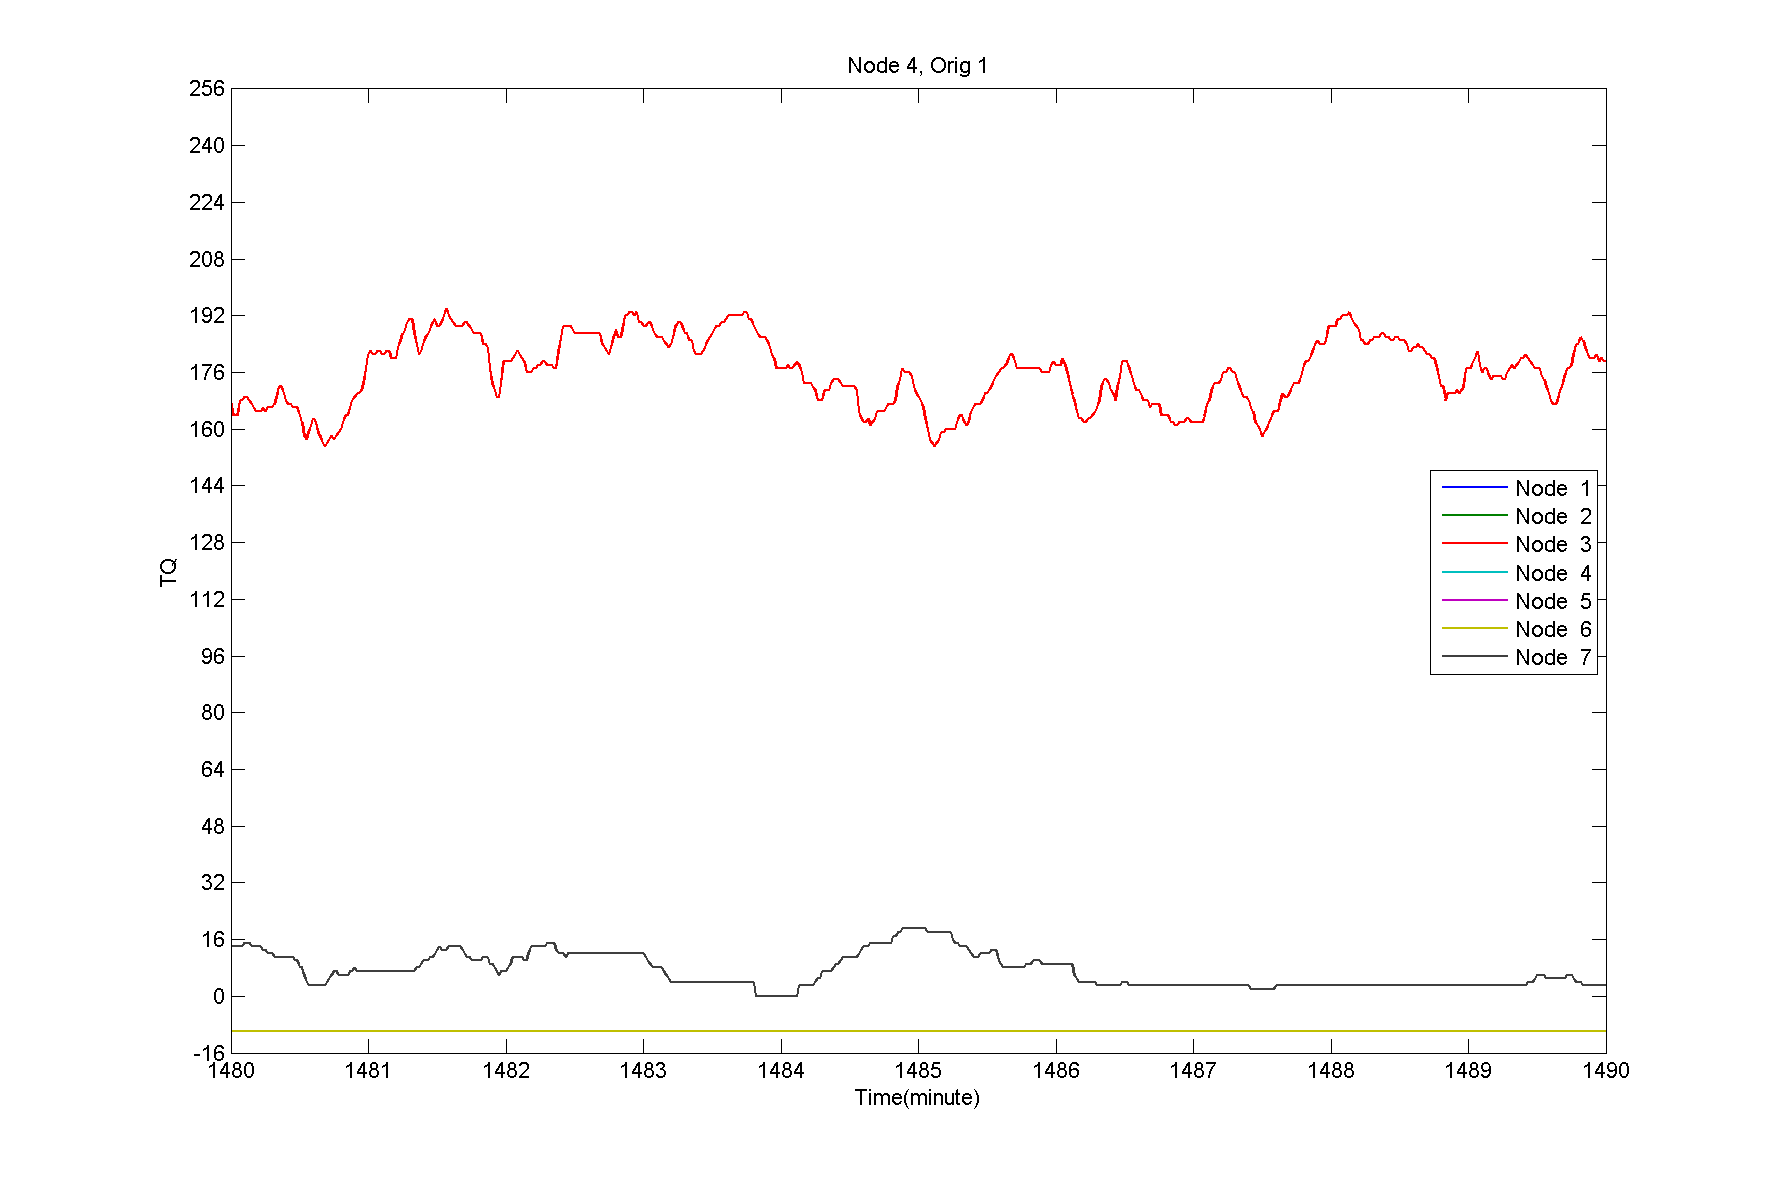 Node 4, Orig 1
256
240
224
208
192
176
160
144
128
112
96
80
64
48
32
16
0
-16
TQ
Node 1
Node 2
Node 3
Node 4
Node 5
Node 6
Node 7
1480 1481 1482 1483 1484 1485 1486 1487 1488 1489 1490
Time(minute)